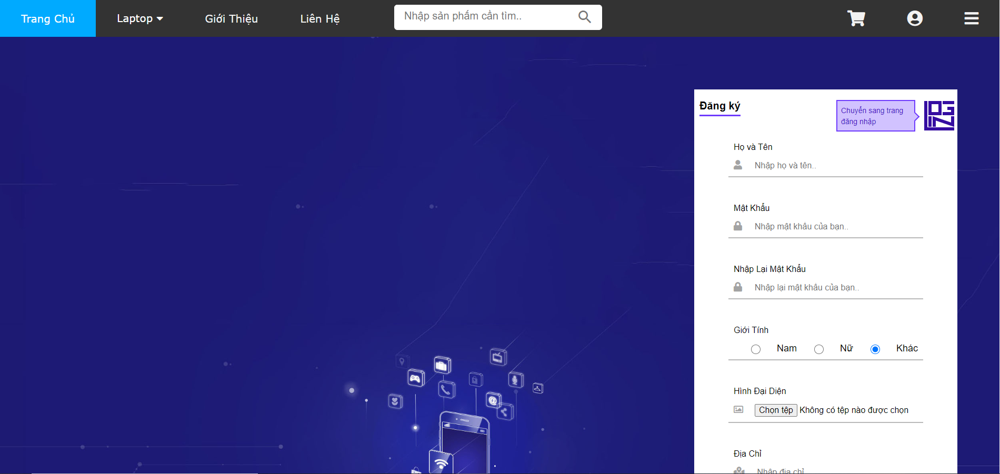 Trang Chủ
Laptop
Giới Thiệu
Liên Hệ
Nhập sản phẩm cần tìm..
Đăng ký
Chuyển sang trang
đăng nhập
LOGIN
Họ và Tên
Nhập họ và tên..
Mật Khẩu
Nhập mật khẩu của bạn..
Nhập Lại Mật Khẩu
Nhập lại mật khẩu của bạn..
Giới Tính
Nam
Nữ
Khác
Hình Đại Diện
Chọn tệp Không có tệp nào được chọn
Địa Chỉ
Nhập địa chỉ